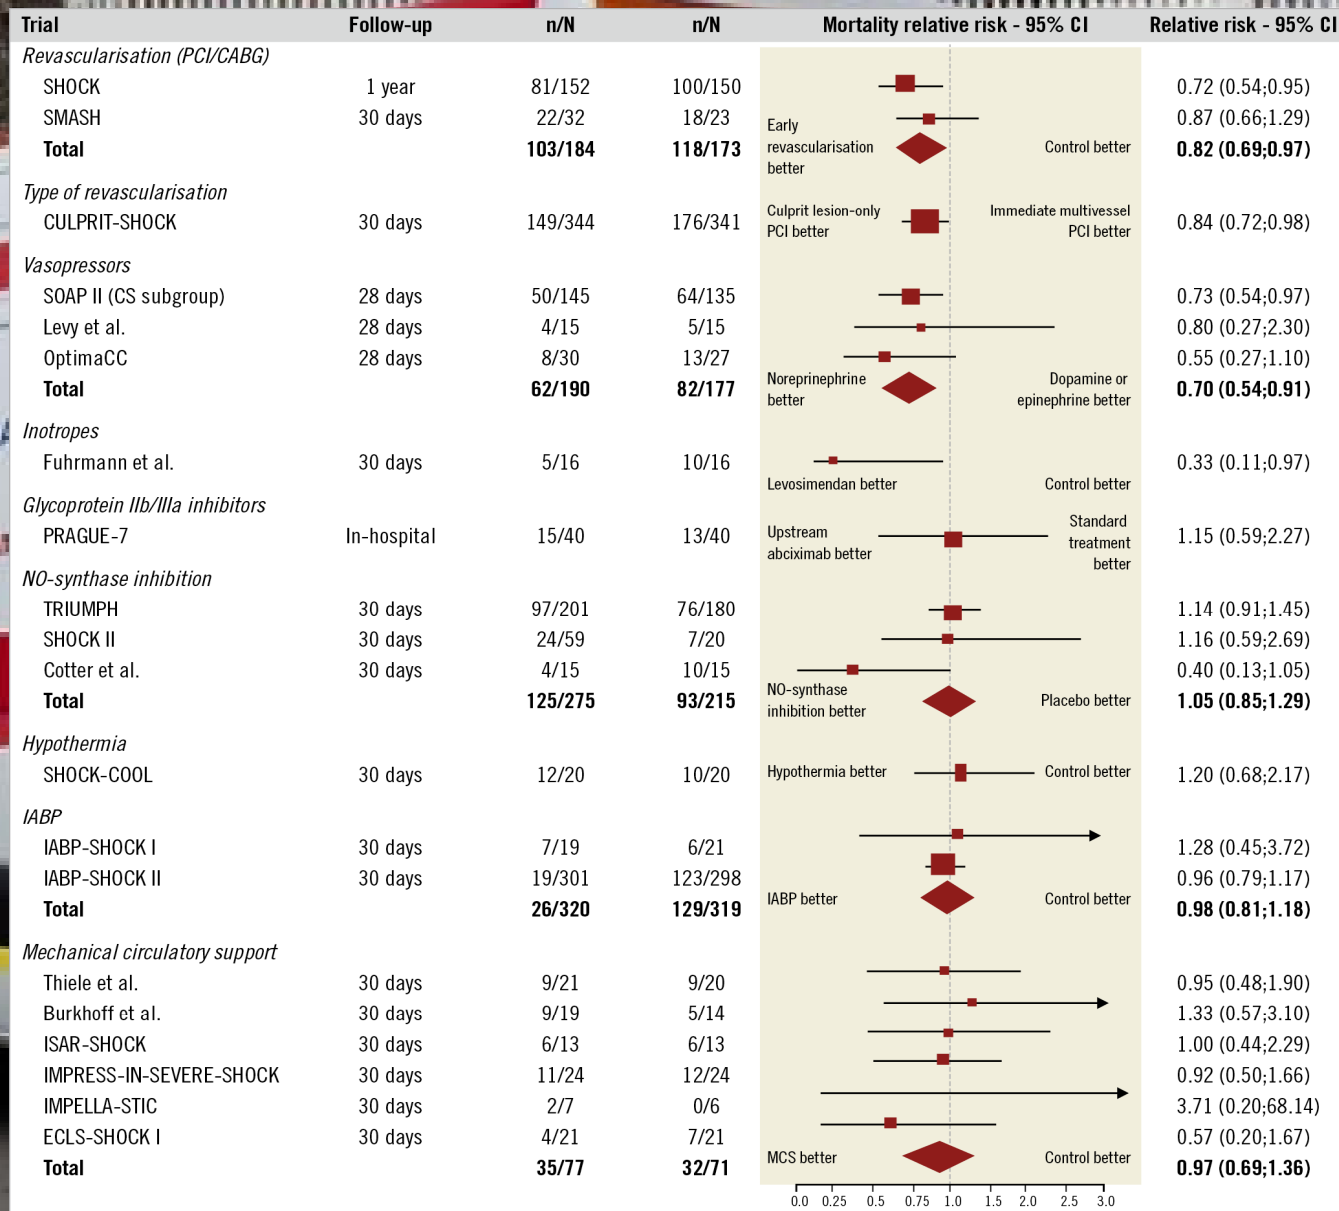 Trial Follow-up n/N n/N Mortality relative risk - 95% CI Relative risk - 95% CI
Revascularisation (PCI/CABG)
SHOCK 1 year 81/152 100/150 0.72 (0.54;0.95)
SMASH 30 days 22/32 18/23 0.87 (0.66;1.29)
Total 103/184 118/173 0.82 (0.69;0.97)
Early
revascularisation
better
Control better
Type of revascularisation
CULPRIT-SHOCK 30 days 149/344 176/341 0.84 (0.72;0.98)
Culprit lesion-only
PCI better
Immediate multivessel
PCI better
Vasopressors
SOAP II (CS subgroup) 28 days 50/145 64/135 0.73 (0.54;0.97)
Levy et al. 28 days 4/15 5/15 0.80 (0.27;2.30)
OptimaCC 28 days 8/30 13/27 0.55 (0.27;1.10)
Total 62/190 82/177 0.70 (0.54;0.91)
Noreprinephrine
better
Dopamine or
epinephrine better
Inotropes
Fuhrmann et al. 30 days 5/16 10/16 0.33 (0.11;0.97)
Levosimendan better Control better
Glycoprotein IIb/IIIa inhibitors
PRAGUE-7 In-hospital 15/40 13/40 1.15 (0.59;2.27)
Upstream
abciximab better
Standard
treatment
better
NO-synthase inhibition
TRIUMPH 30 days 97/201 76/180 1.14 (0.91;1.45)
SHOCK II 30 days 24/59 7/20 1.16 (0.59;2.69)
Cotter et al. 30 days 4/15 10/15 0.40 (0.13;1.05)
Total 125/275 93/215 1.05 (0.85;1.29)
NO-synthase
inhibition better
Placebo better
Hypothermia
SHOCK-COOL 30 days 12/20 10/20 Hypothermia better Control better 1.20 (0.68;2.17)
IABP
IABP-SHOCK I 30 days 7/19 6/21 1.28 (0.45;3.72)
IABP-SHOCK II 30 days 19/301 123/298 0.96 (0.79;1.17)
Total 26/320 129/319 IABP better Control better 0.98 (0.81;1.18)
Mechanical circulatory support
Thiele et al. 30 days 9/21 9/20 0.95 (0.48;1.90)
Burkhoff et al. 30 days 9/19 5/14 1.33 (0.57;3.10)
ISAR-SHOCK 30 days 6/13 6/13 1.00 (0.44;2.29)
IMPRESS-IN-SEVERE-SHOCK 30 days 11/24 12/24 0.92 (0.50;1.66)
IMPELLA-STIC 30 days 2/7 0/6 3.71 (0.20;68.14)
ECLS-SHOCK I 30 days 4/21 7/21 0.57 (0.20;1.67)
Total 35/77 32/71 MCS better Control better 0.97 (0.69;1.36)
0.0 0.25 0.5 0.75 1.0 1.5 2.0 2.5 3.0